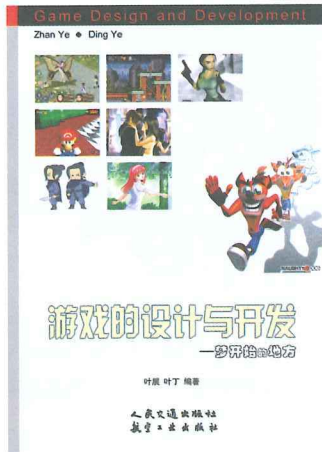 Game Design and Development
Zhan Ye ● Ding Ye
NAUGHTY DOG
游戏的设计与开发
—梦开始的地方
叶展 叶丁 编著
人民交通出版社
航空工业出版社